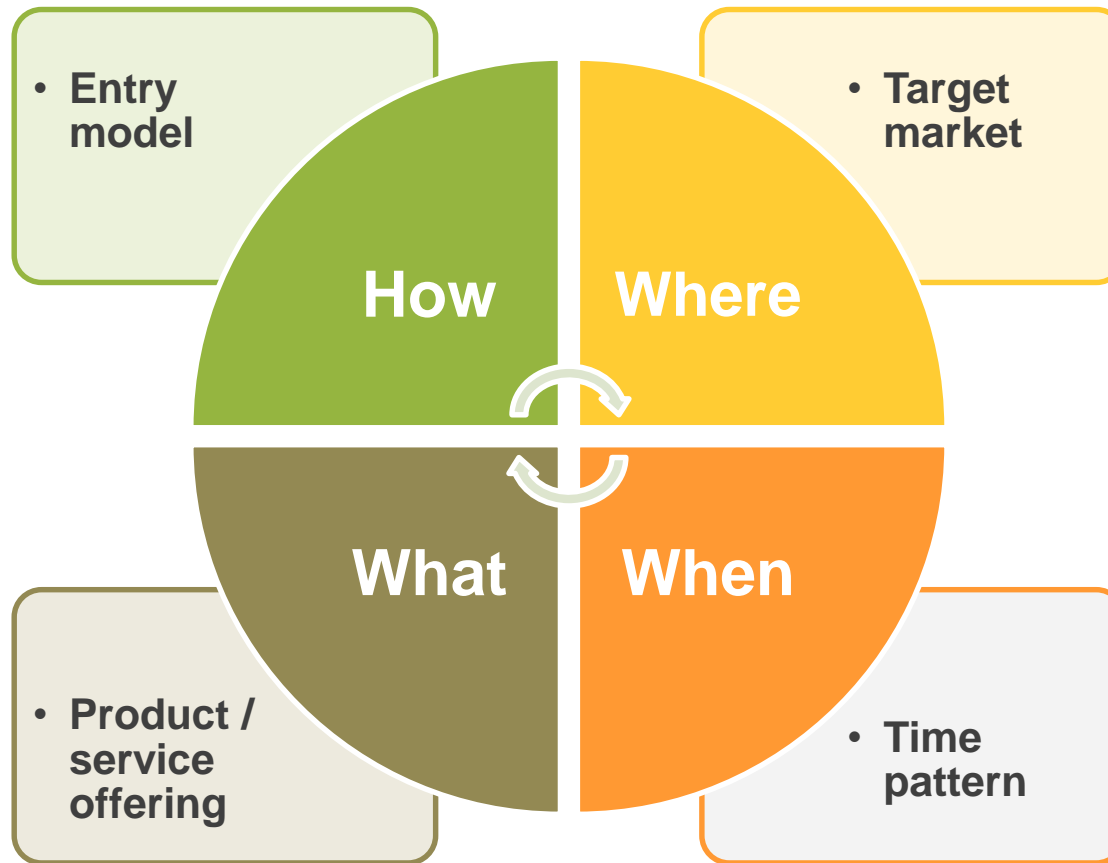 • Entry
model
• Target
market
How
Where
What
When
• Product /
service
offering
• Time
pattern